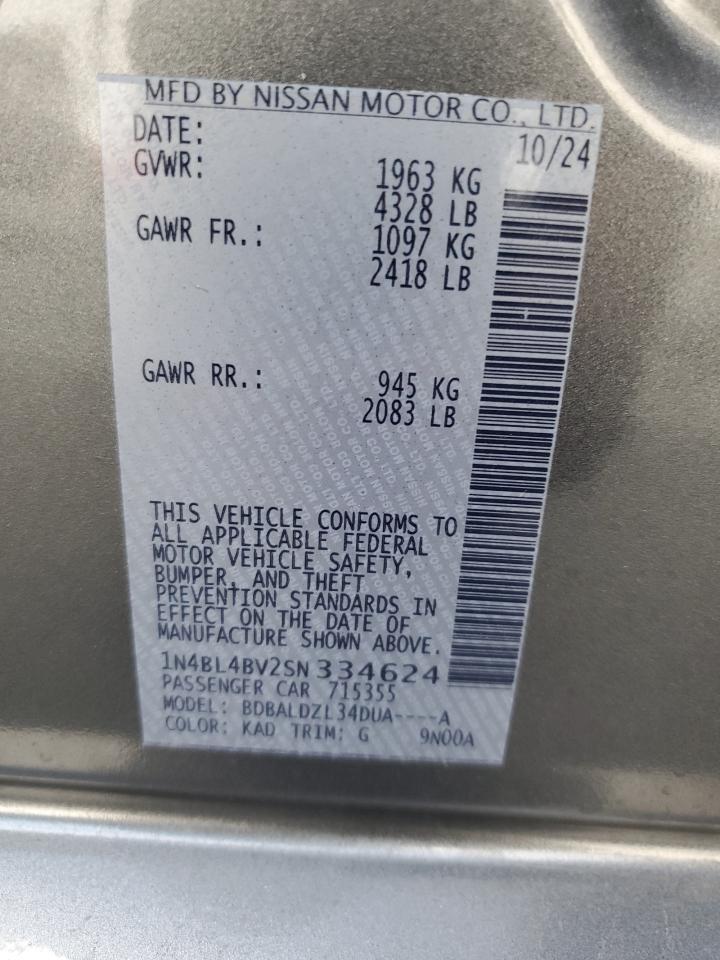 MFD BY NISSAN MOTOR CO., LTD.
DATE: 10/24
GVWR: 1963 KG
4328 LB
GAWR FR.: 1097 KG
2418 LB
GAWR RR.: 945 KG
2083 LB
THIS VEHICLE CONFORMS TO
ALL APPLICABLE FEDERAL
MOTOR VEHICLE SAFETY,
BUMPER, AND THEFT
PREVENTION STANDARDS IN
EFFECT ON THE DATE OF
MANUFACTURE SHOWN ABOVE.
1N4BL4BV2SN334624
PASSENGER CAR 715355
MODEL: BDBALDZL34DUA----A
COLOR: KAD TRIM: G 9N00A